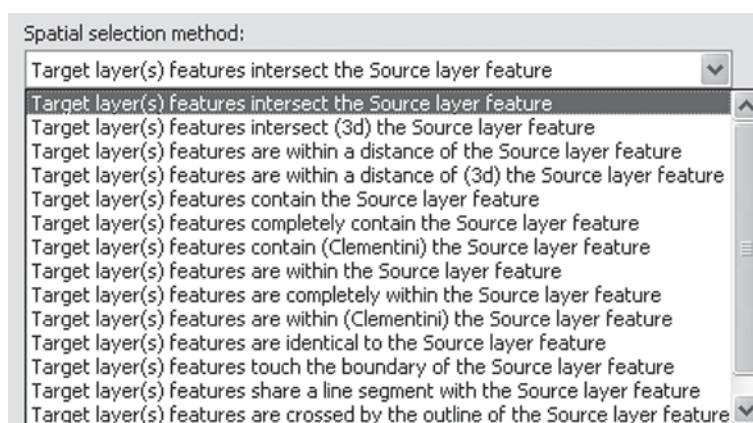 Spatial selection method:
Target layer(s) features intersect the Source layer feature
Target layer(s) features intersect the Source layer feature
Target layer(s) features intersect (3d) the Source layer feature
Target layer(s) features are within a distance of the Source layer feature
Target layer(s) features are within a distance of (3d) the Source layer feature
Target layer(s) features contain the Source layer feature
Target layer(s) features completely contain the Source layer feature
Target layer(s) features contain (Clementini) the Source layer feature
Target layer(s) features are within the Source layer feature
Target layer(s) features are completely within the Source layer feature
Target layer(s) features are within (Clementini) the Source layer feature
Target layer(s) features are identical to the Source layer feature
Target layer(s) features touch the boundary of the Source layer feature
Target layer(s) features share a line segment with the Source layer feature
Target layer(s) features are crossed by the outline of the Source layer feature